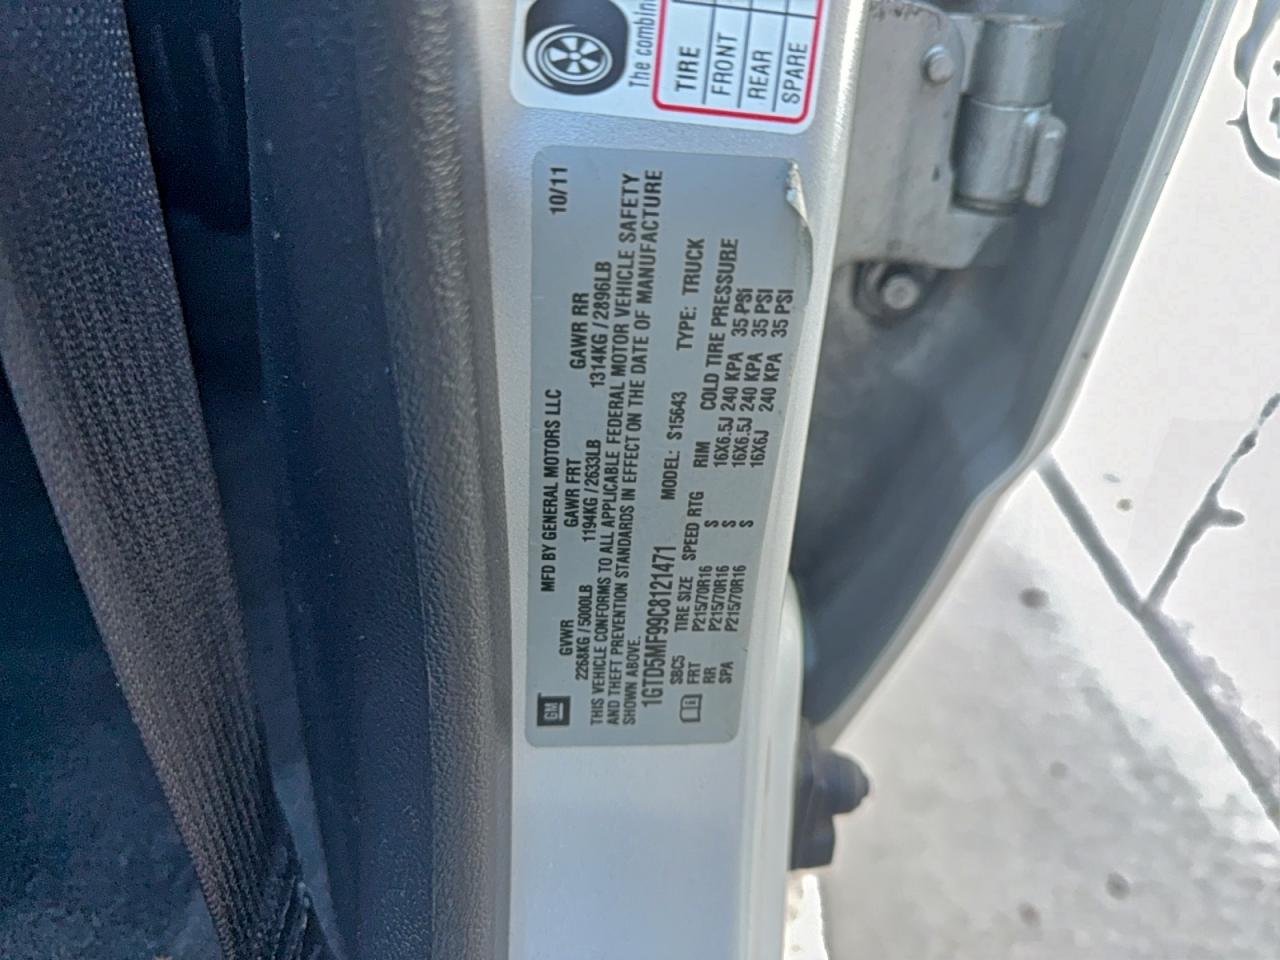 The combine
TIRE
FRONT
REAR
SPARE
GM
MFD BY GENERAL MOTORS LLC 10/11
GVWR GAWR FRT GAWR RR
2268KG / 5000LB 1194KG / 2633LB 1314KG / 2896LB
THIS VEHICLE CONFORMS TO ALL APPLICABLE FEDERAL MOTOR VEHICLE SAFETY
AND THEFT PREVENTION STANDARDS IN EFFECT ON THE DATE OF MANUFACTURE
SHOWN ABOVE.
1GTD5MF99C8121471 MODEL: S15643 TYPE: TRUCK
SBC5 TIRE SIZE SPEED RTG RIM COLD TIRE PRESSURE
FRT P215/70R16 S 16X6.5J 240 KPA 35 PSI
RR P215/70R16 S 16X6.5J 240 KPA 35 PSI
SPA P215/70R16 S 16X6J 240 KPA 35 PSI